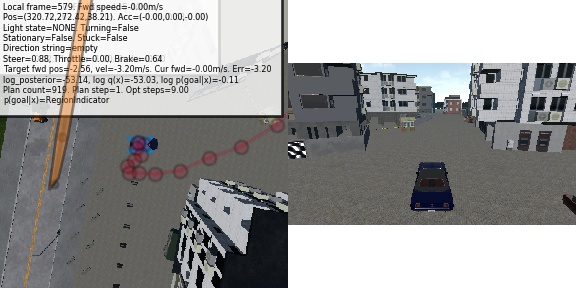 Local frame=579. Fwd speed=-0.00m/s
Pos=(320.72,272.42,38.21). Acc=(-0.00,0.00,-0.00)
Light state=NONE. Turning=False
Stationary=False. Stuck=False
Direction string=empty
Steer=0.88, Throttle=0.00, Brake=0.64
Target fwd pos=-2.56, vel=-3.20m/s. Cur fwd=-0.00m/s. Err=-3.20
log_posterior=-53.14, log q(x)=-53.03, log p(goal|x)=-0.11
Plan count=919. Plan step=1. Opt steps=9.00
p(goal|x)=RegionIndicator